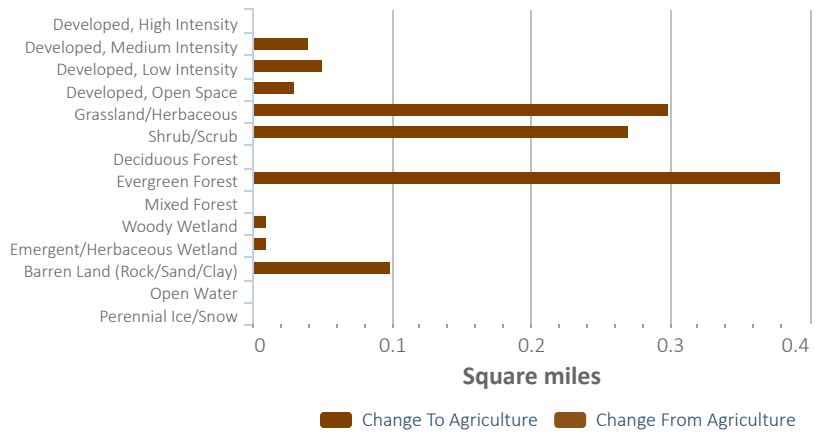 Developed, High Intensity
Developed, Medium Intensity
Developed, Low Intensity
Developed, Open Space
Grassland/Herbaceous
Shrub/Scrub
Deciduous Forest
Evergreen Forest
Mixed Forest
Woody Wetland
Emergent/Herbaceous Wetland
Barren Land (Rock/Sand/Clay)
Open Water
Perennial Ice/Snow
0 0.1 0.2 0.3 0.4
Square miles
Change To Agriculture Change From Agriculture